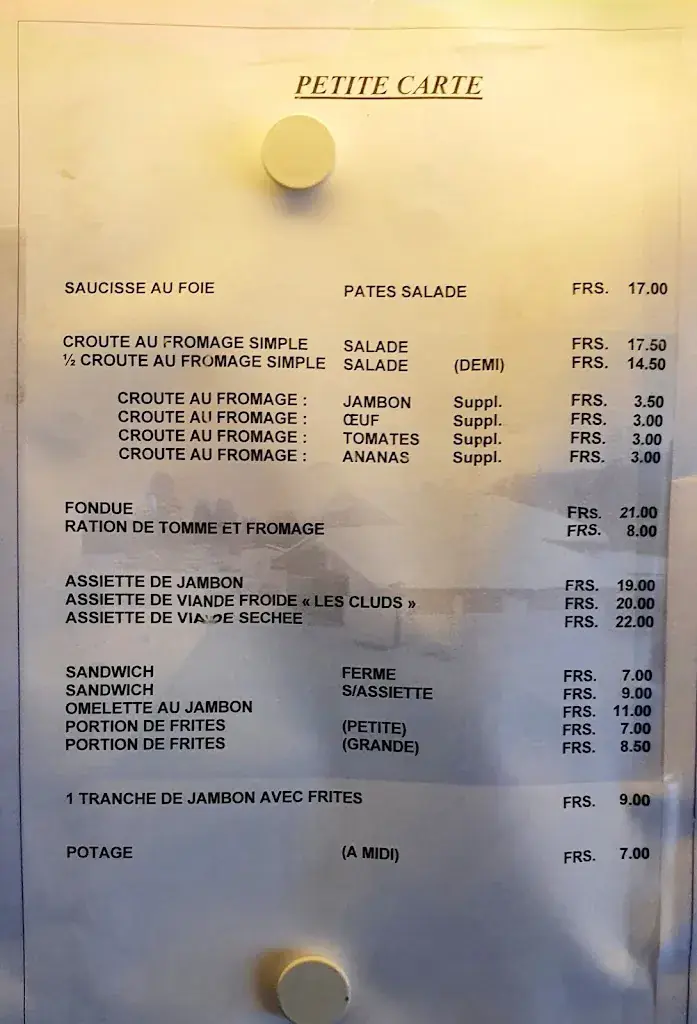 PETITE CARTE
SAUCISSE AU FOIE PATES SALADE FRS. 17.00
CROUTE AU FROMAGE SIMPLE SALADE FRS. 17.50
½ CROUTE AU FROMAGE SIMPLE SALADE (DEMI) FRS. 14.50
CROUTE AU FROMAGE : JAMBON Suppl. FRS. 3.50
CROUTE AU FROMAGE : ŒUF Suppl. FRS. 3.00
CROUTE AU FROMAGE : TOMATES Suppl. FRS. 3.00
CROUTE AU FROMAGE : ANANAS Suppl. FRS. 3.00
FONDUE FRS. 21.00
RATION DE TOMME ET FROMAGE FRS. 8.00
ASSIETTE DE JAMBON FRS. 19.00
ASSIETTE DE VIANDE FROIDE « LES CLUDS » FRS. 20.00
ASSIETTE DE VIANDE SECHEE FRS. 22.00
SANDWICH FERME FRS. 7.00
SANDWICH S/ASSIETTE FRS. 9.00
OMELETTE AU JAMBON FRS. 11.00
PORTION DE FRITES (PETITE) FRS. 7.00
PORTION DE FRITES (GRANDE) FRS. 8.50
1 TRANCHE DE JAMBON AVEC FRITES FRS. 9.00
POTAGE (A MIDI) FRS. 7.00